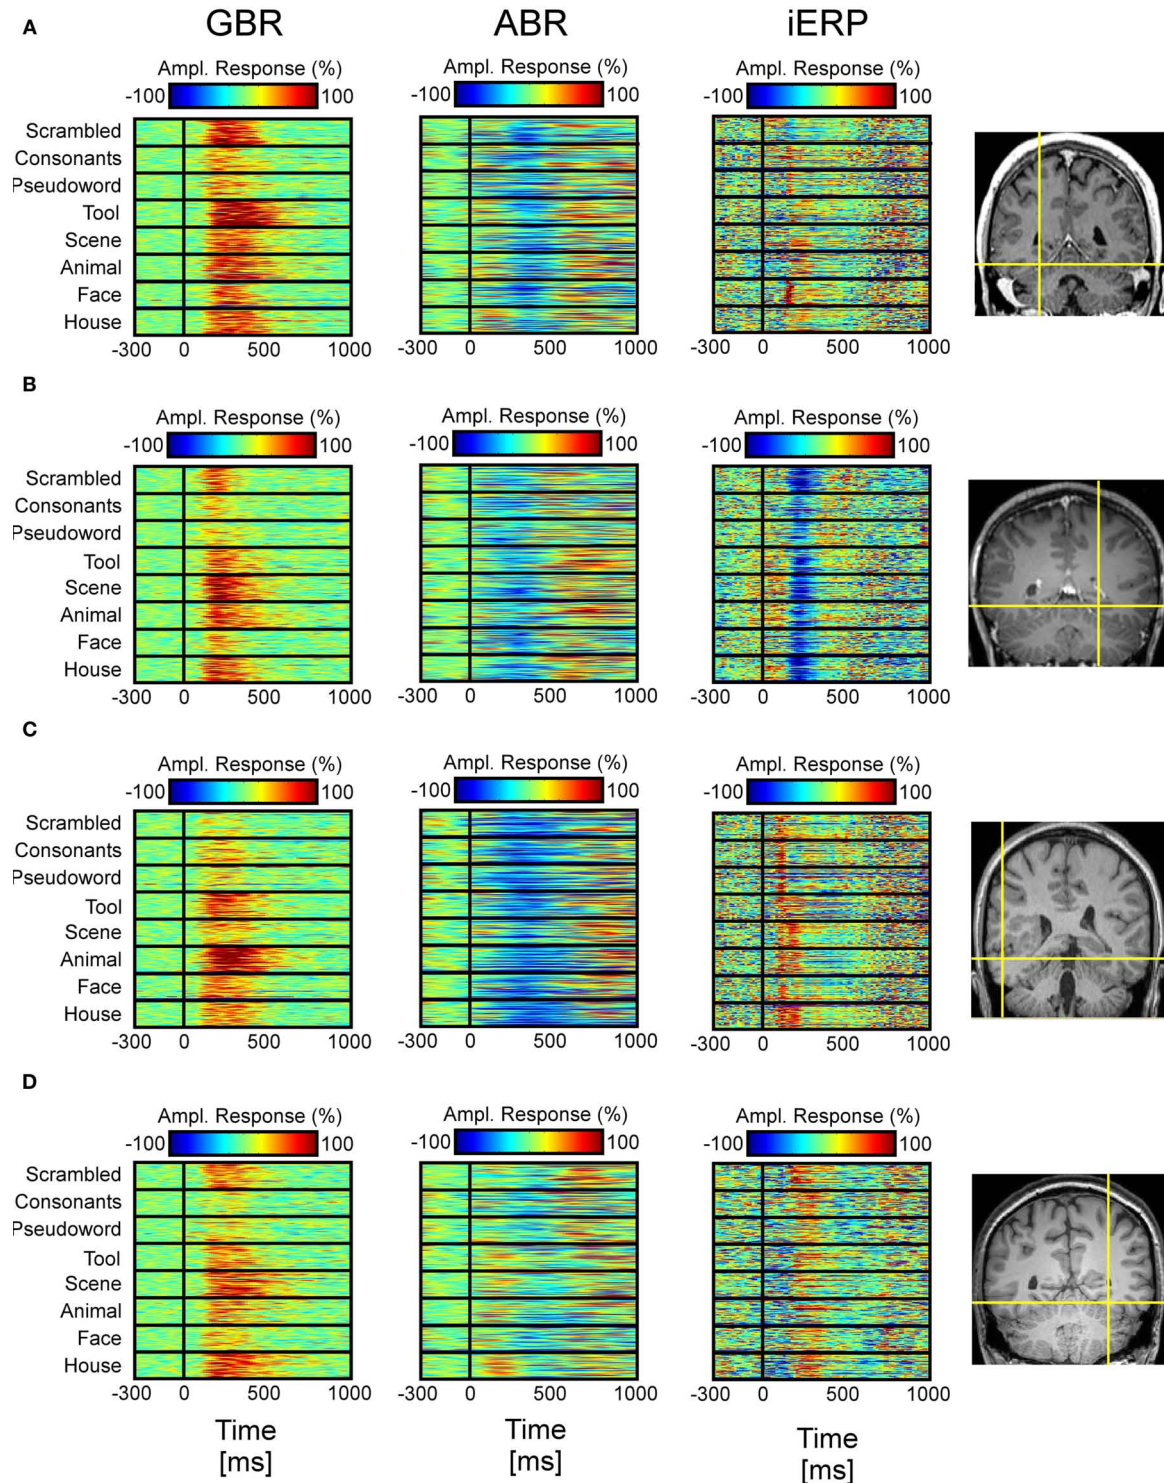 A GBR ABR iERP
Ampl. Response (%) Ampl. Response (%) Ampl. Response (%)
-100 100 -100 100 -100 100
Scrambled
Consonants
Pseudoword
Tool
Scene
Animal
Face
House
-300 0 500 1000 -300 0 500 1000 -300 0 500 1000
B
Ampl. Response (%) Ampl. Response (%) Ampl. Response (%)
-100 100 -100 100 -100 100
Scrambled
Consonants
Pseudoword
Tool
Scene
Animal
Face
House
-300 0 500 1000 -300 0 500 1000 -300 0 500 1000
C
Ampl. Response (%) Ampl. Response (%) Ampl. Response (%)
-100 100 -100 100 -100 100
Scrambled
Consonants
Pseudoword
Tool
Scene
Animal
Face
House
-300 0 500 1000 -300 0 500 1000 -300 0 500 1000
D
Ampl. Response (%) Ampl. Response (%) Ampl. Response (%)
-100 100 -100 100 -100 100
Scrambled
Consonants
Pseudoword
Tool
Scene
Animal
Face
House
-300 0 500 1000 -300 0 500 1000 -300 0 500 1000
Time Time
[ms] [ms]